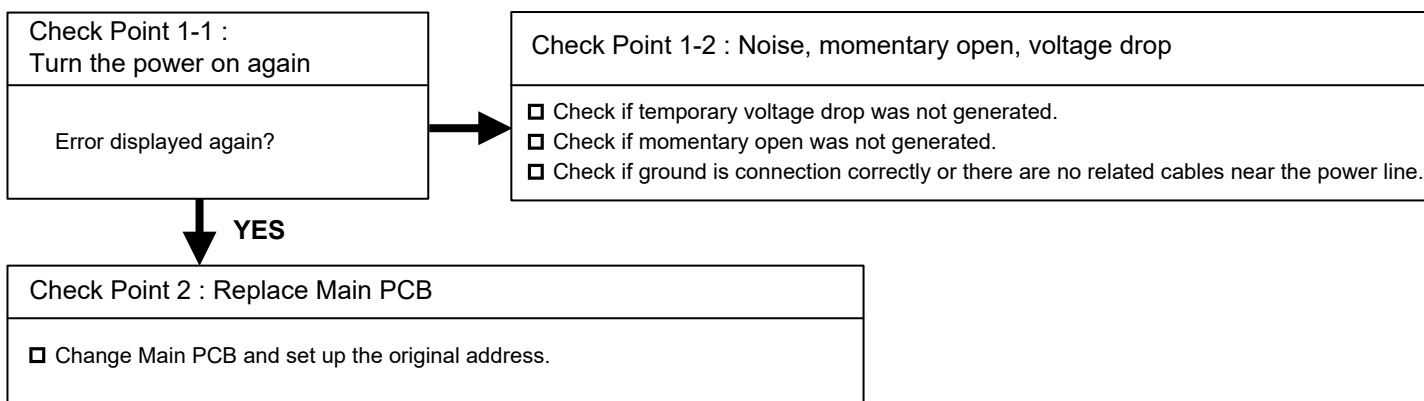 Check Point 1-1 :
Turn the power on again
Error displayed again?
Check Point 1-2 : Noise, momentary open, voltage drop
Check if temporary voltage drop was not generated.
Check if momentary open was not generated.
Check if ground is connection correctly or there are no related cables near the power line.
YES
Check Point 2 : Replace Main PCB
Change Main PCB and set up the original address.